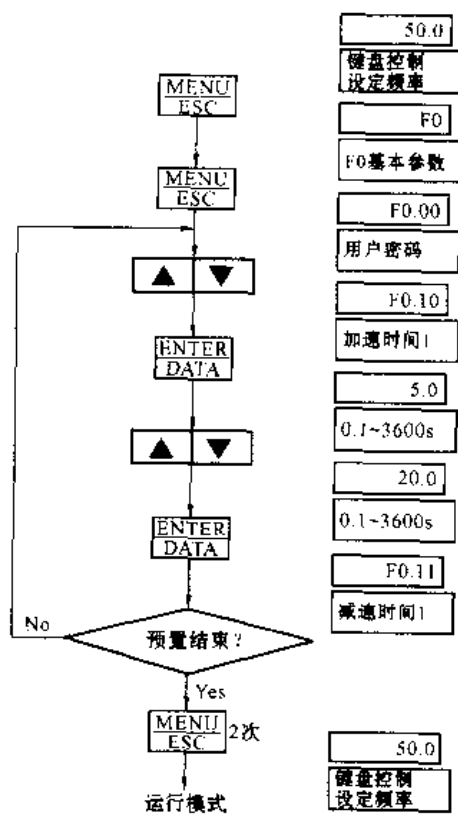 50.0
键盘控制
设定频率
MENU
ESC
F0
F0基本参数
MENU
ESC
F0.00
用户密码
▲ ▼
F0.10
加速时间1
ENTER
DATA
5.0
0.1~3600s
▲ ▼
20.0
0.1~3600s
ENTER
DATA
F0.11
减速时间1
预置结束?
No
Yes
MENU
ESC
2次
运行模式
50.0
键盘控制
设定频率